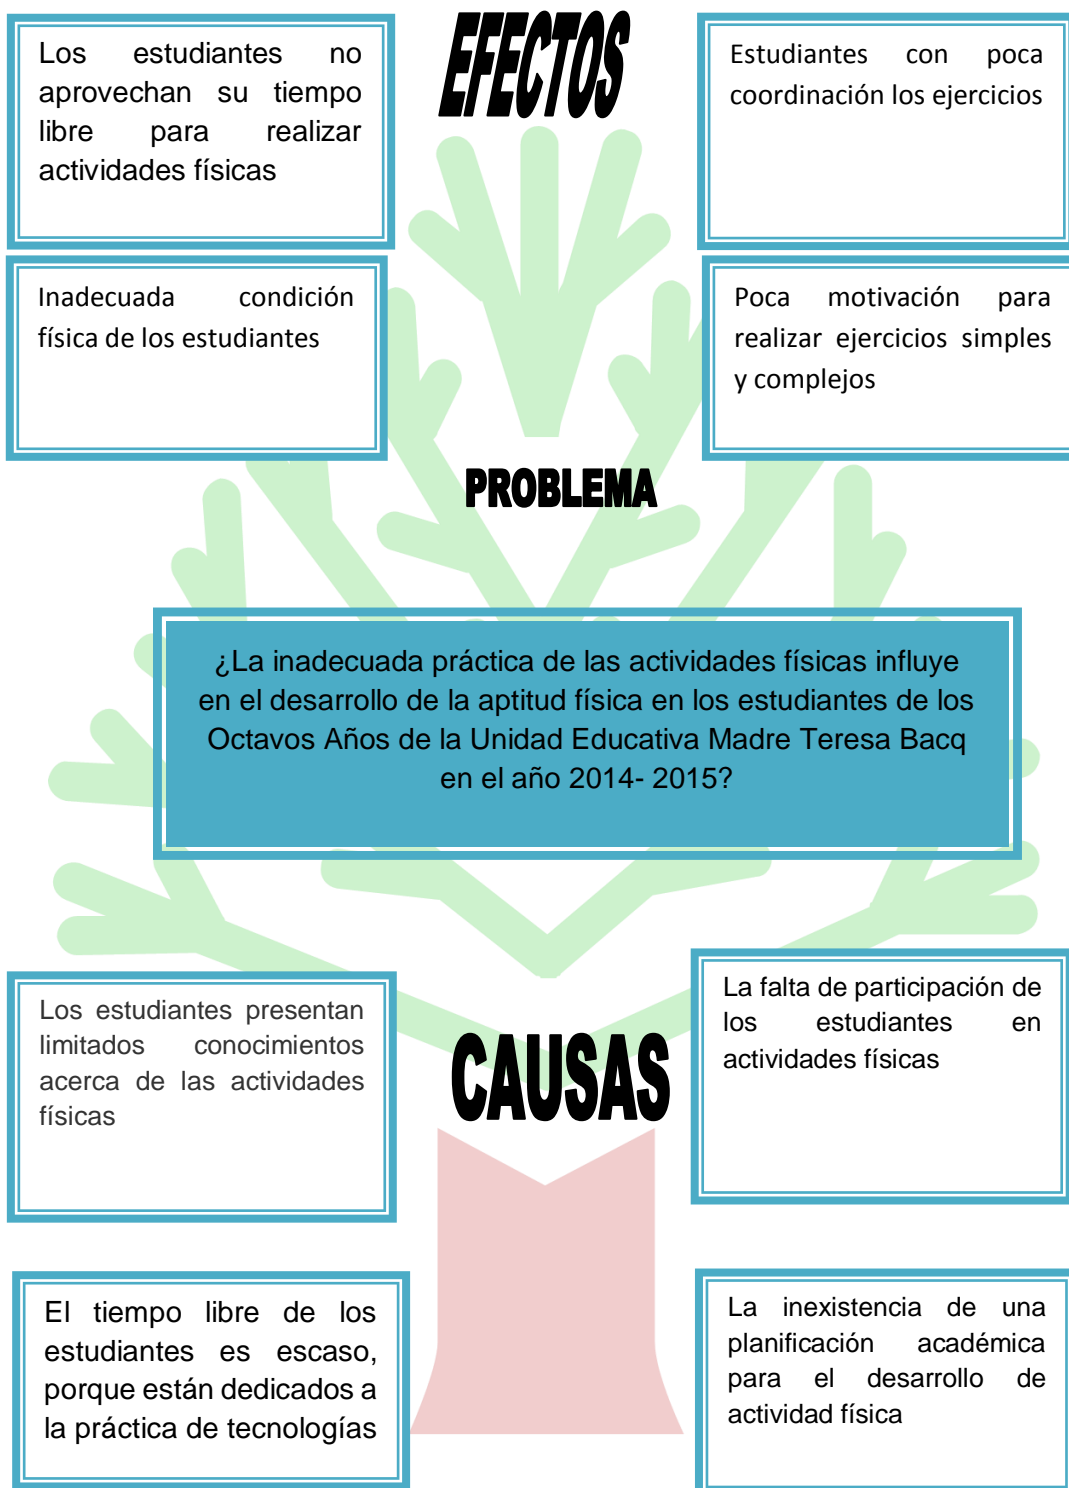 EFECTOS
Los estudiantes no
aprovechan su tiempo
libre para realizar
actividades físicas
Estudiantes con poca
coordinación los ejercicios
Inadecuada condición
física de los estudiantes
Poca motivación para
realizar ejercicios simples
y complejos
PROBLEMA
¿La inadecuada práctica de las actividades físicas influye
en el desarrollo de la aptitud física en los estudiantes de los
Octavos Años de la Unidad Educativa Madre Teresa Bacq
en el año 2014- 2015?
CAUSAS
Los estudiantes presentan
limitados conocimientos
acerca de las actividades
físicas
La falta de participación de
los estudiantes en
actividades físicas
El tiempo libre de los
estudiantes es escaso,
porque están dedicados a
la práctica de tecnologías
La inexistencia de una
planificación académica
para el desarrollo de
actividad física